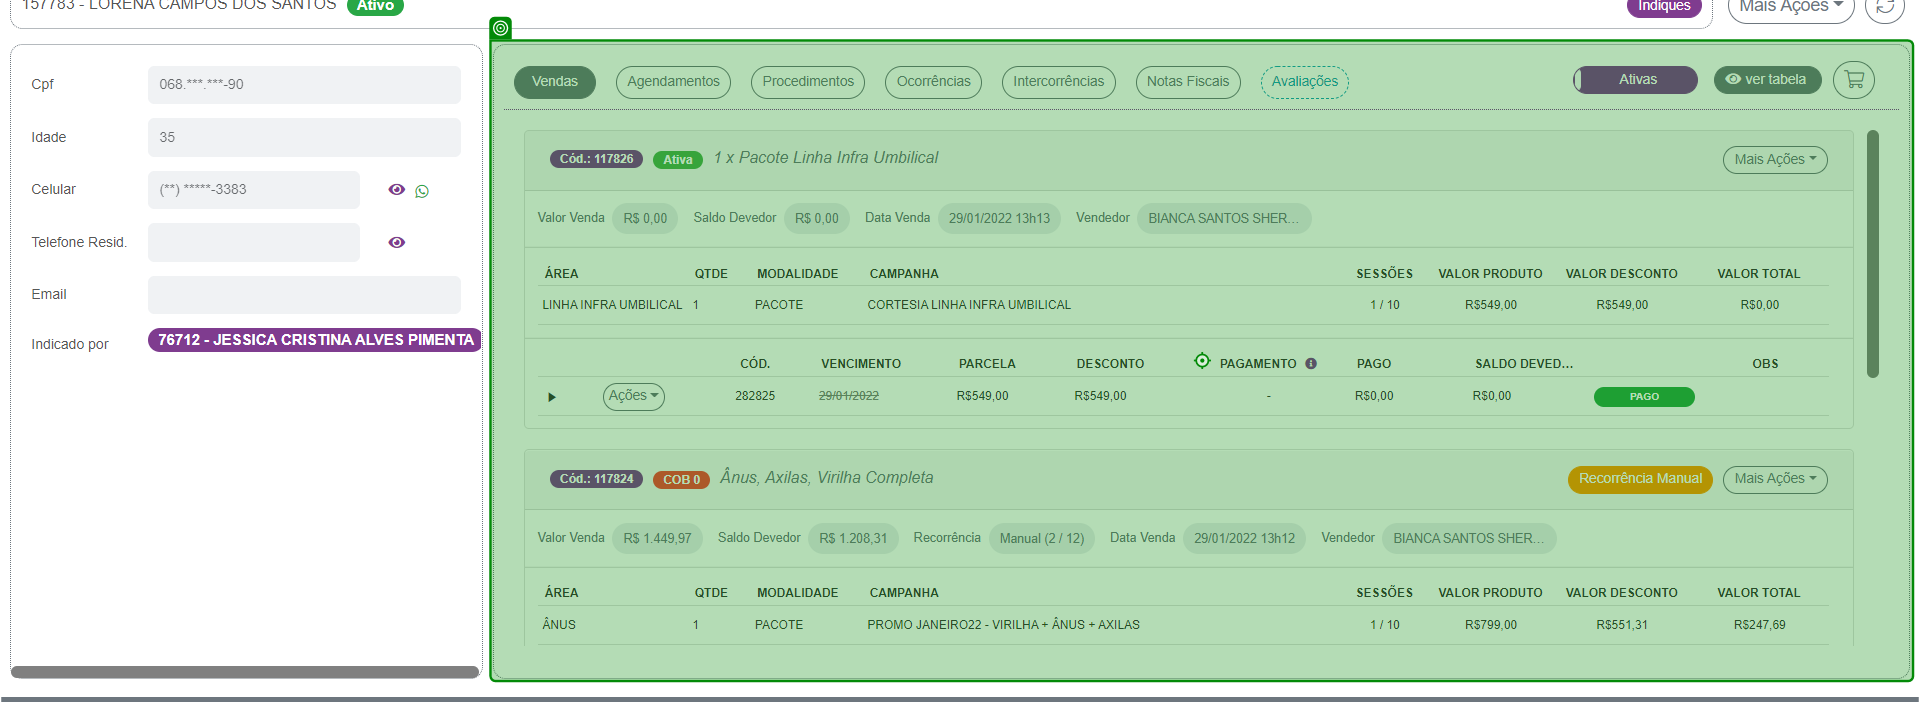 157783 - LORENA CAMPOS DOS SANTOS Ativo Indiques Mais Ações
Cpf 068.***.***-90
Idade 35
Celular (**) *****-3383
Telefone Resid.
Email
Indicado por 76712 - JESSICA CRISTINA ALVES PIMENTA
Vendas Agendamentos Procedimentos Ocorrências Intercorrências Notas Fiscais Avaliações Ativas ver tabela
Cód.: 117826 Ativa 1 x Pacote Linha Infra Umbilical Mais Ações
Valor Venda R$ 0,00 Saldo Devedor R$ 0,00 Data Venda 29/01/2022 13h13 Vendedor BIANCA SANTOS SHER...
ÁREA QTDE MODALIDADE CAMPANHA SESSÕES VALOR PRODUTO VALOR DESCONTO VALOR TOTAL
LINHA INFRA UMBILICAL 1 PACOTE CORTESIA LINHA INFRA UMBILICAL 1 / 10 R$549,00 R$549,00 R$0,00
CÓD. VENCIMENTO PARCELA DESCONTO PAGAMENTO PAGO SALDO DEVED... OBS
Ações 282825 29/01/2022 R$549,00 R$549,00 - R$0,00 R$0,00 PAGO
Cód.: 117824 COB 0 Ânus, Axilas, Virilha Completa Recorrência Manual Mais Ações
Valor Venda R$ 1.449,97 Saldo Devedor R$ 1.208,31 Recorrência Manual (2 / 12) Data Venda 29/01/2022 13h12 Vendedor BIANCA SANTOS SHER...
ÁREA QTDE MODALIDADE CAMPANHA SESSÕES VALOR PRODUTO VALOR DESCONTO VALOR TOTAL
ÂNUS 1 PACOTE PROMO JANEIRO22 - VIRILHA + ÂNUS + AXILAS 1 / 10 R$799,00 R$551,31 R$247,69